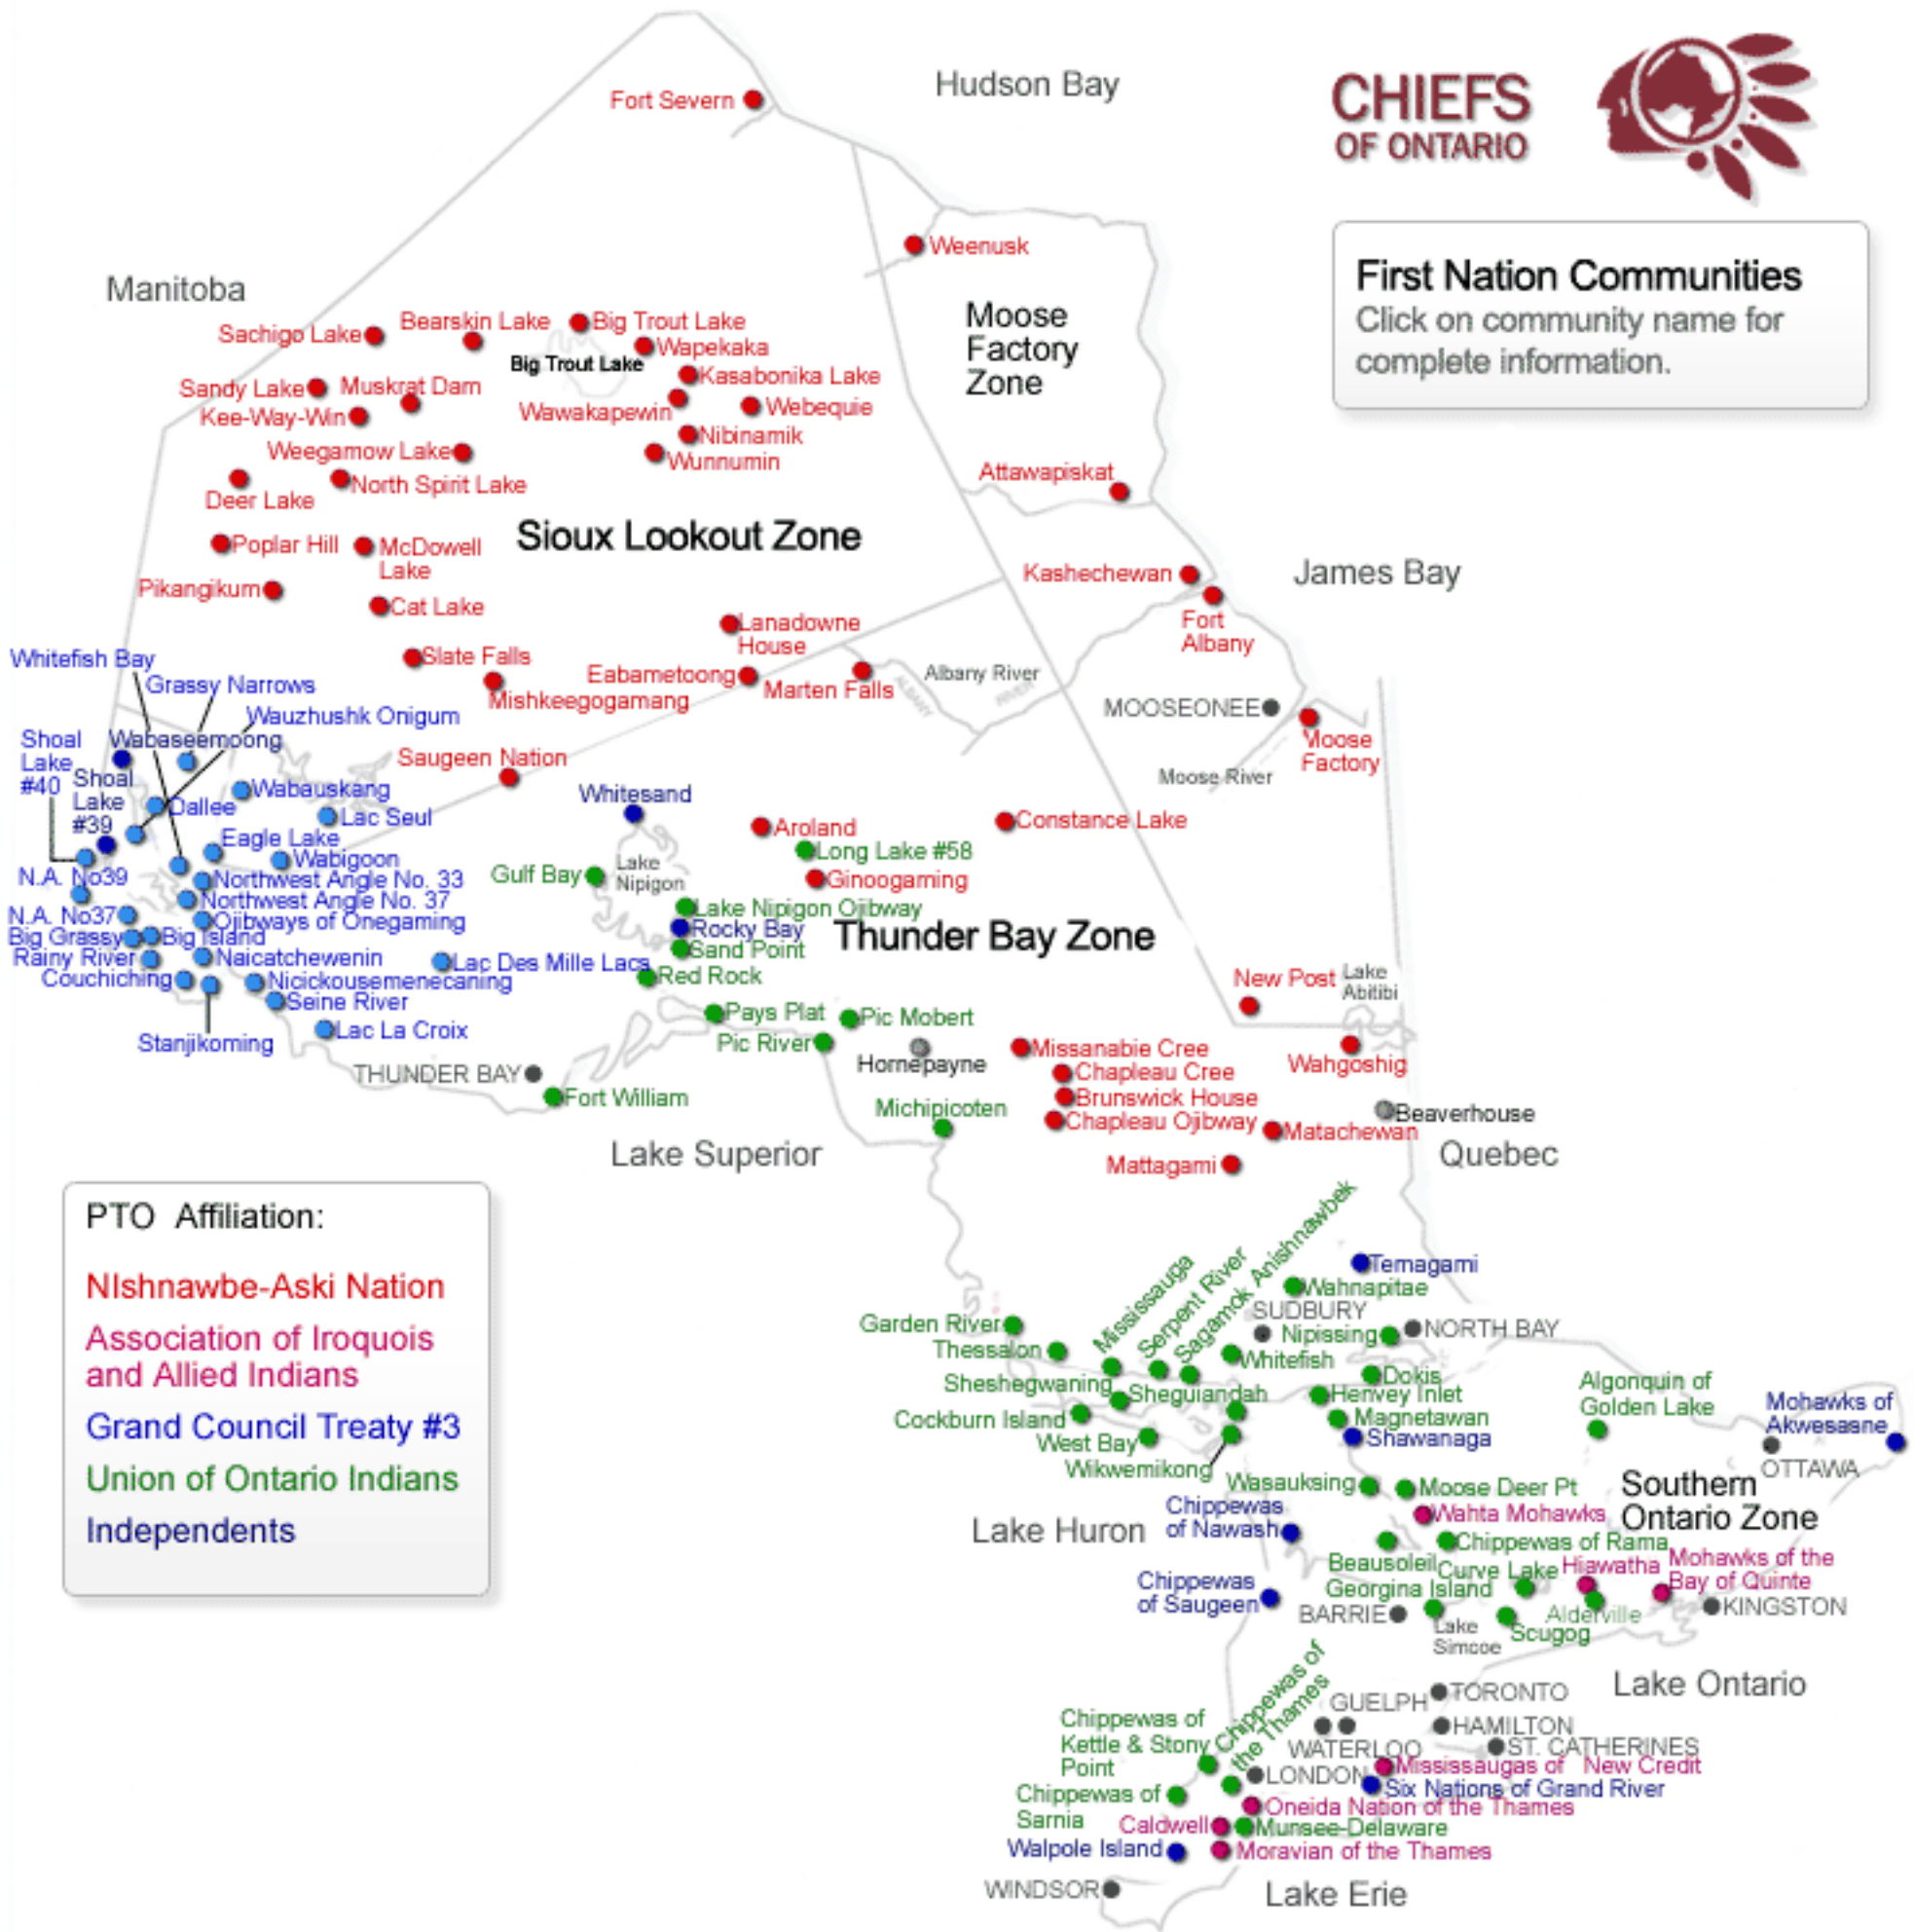 Hudson Bay
CHIEFS
OF ONTARIO
Fort Severn
First Nation Communities
Click on community name for
complete information.
Weenusk
Manitoba
Moose
Factory
Zone
Sachigo Lake
Bearskin Lake
Big Trout Lake
Wapekaka
Big Trout Lake
Kasabonika Lake
Sandy Lake
Muskrat Dam
Kee-Way-Win
Wawakapewin
Webequie
Nibinamik
Weegamow Lake
Wunnumin
Deer Lake
North Spirit Lake
Attawapiskat
Sioux Lookout Zone
Poplar Hill
McDowell
Lake
Pikangikum
Cat Lake
Kashechewan
James Bay
Fort
Albany
Lanadowne
House
Slate Falls
Eabametoong
Marten Falls
Albany River
ALBANY
RIVER
Mishkeegogamang
Whitefish Bay
Grassy Narrows
Wauzhushk Onigum
MOOSEONEE
Moose
Factory
Moose River
Shoal
Lake
#40
Wabaseemoong
Shoal
Lake
#39
Saugeen Nation
Dallee
Wabauskang
Lac Seul
Whitesand
Eagle Lake
Wabigoon
Aroland
Constance Lake
Long Lake #58
Ginoogaming
Gulf Bay
Lake
Nipigon
N.A. No39
Northwest Angle No. 33
Northwest Angle No. 37
N.A. No37
Ojibways of Onegaming
Big Grassy
Big Island
Rainy River
Naicatchewenin
Lac Des Mille Lacs
Couchiching
Nicickousemenecaning
Seine River
Stanjikoming
Lac La Croix
Lake Nipigon Ojibway
Rocky Bay
Sand Point
Red Rock
Thunder Bay Zone
New Post
Lake
Abitibi
Pays Plat
Pic Mobert
Pic River
Hornepayne
Missanabie Cree
Chapleau Cree
Brunswick House
Chapleau Ojibway
Wahgoshig
THUNDER BAY
Fort William
Michipicoten
Matachewan
Beaverhouse
Quebec
Mattagami
Lake Superior
PTO Affiliation:
NIshnawbe-Aski Nation
Association of Iroquois
and Allied Indians
Grand Council Treaty #3
Union of Ontario Indians
Independents
Mississauga
Serpent River
Sagamok Anishnawbek
Temagami
Wahnapitae
SUDBURY
Garden River
Nipissing
NORTH BAY
Thessalon
Whitefish
Dokis
Sheshegwaning
Sheguiandah
Henvey Inlet
Cockburn Island
Magnetawan
West Bay
Shawanaga
Wikwemikong
Algonquin of
Golden Lake
Mohawks of
Akwesasne
OTTAWA
Wasauksing
Moose Deer Pt
Southern
Ontario Zone
Lake Huron
Chippewas
of Nawash
Wahta Mohawks
Beausoleil
Chippewas of Rama
Curve Lake
Hiawatha
Mohawks of the
Bay of Quinte
Georgina Island
Chippewas
of Saugeen
BARRIE
Alderville
KINGSTON
Lake
Simcoe
Scugog
Lake Ontario
Chippewas of
Kettle & Stony
Point
Chippewas of
the Thames
GUELPH
TORONTO
HAMILTON
WATERLOO
ST. CATHERINES
Mississaugas of New Credit
LONDON
Six Nations of Grand River
Chippewas of
Sarnia
Oneida Nation of the Thames
Caldwell
Munsee-Delaware
Walpole Island
Moravian of the Thames
WINDSOR
Lake Erie